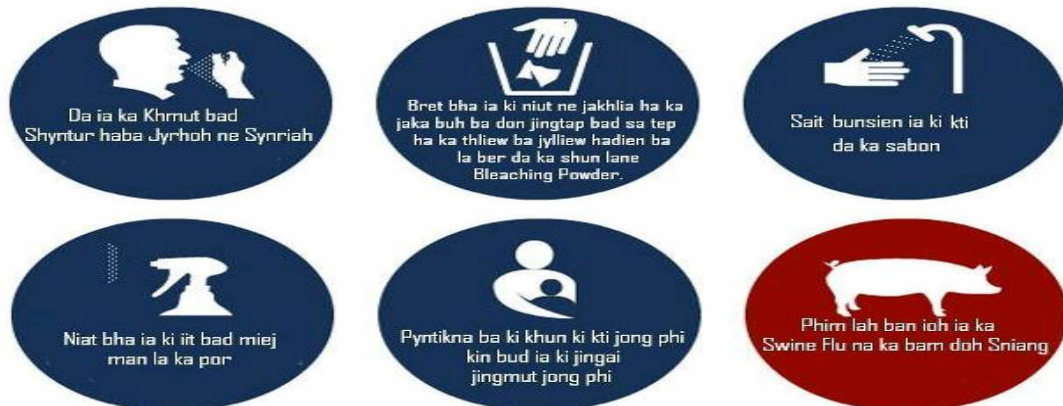 Da ia ka Khmut bad
Shyntur haba Jyrhoh ne Synriah
Bret bha ia ki niut ne jakhlia ha ka
jaka buh ba don jingtap bad sa tep
ha ka thliew ba jylliew hadien ba
la ber da ka shun lane
Bleaching Powder.
Sait bunsien ia ki kti
da ka sabon
Niat bha ia ki iit bad miej
man la ka por
Pyntikna ba ki khun ki kti jong phi
kin bud ia ki jingai
jingmut jong phi
Phim lah ban ioh ia ka
Swine Flu na ka bam doh Sniang